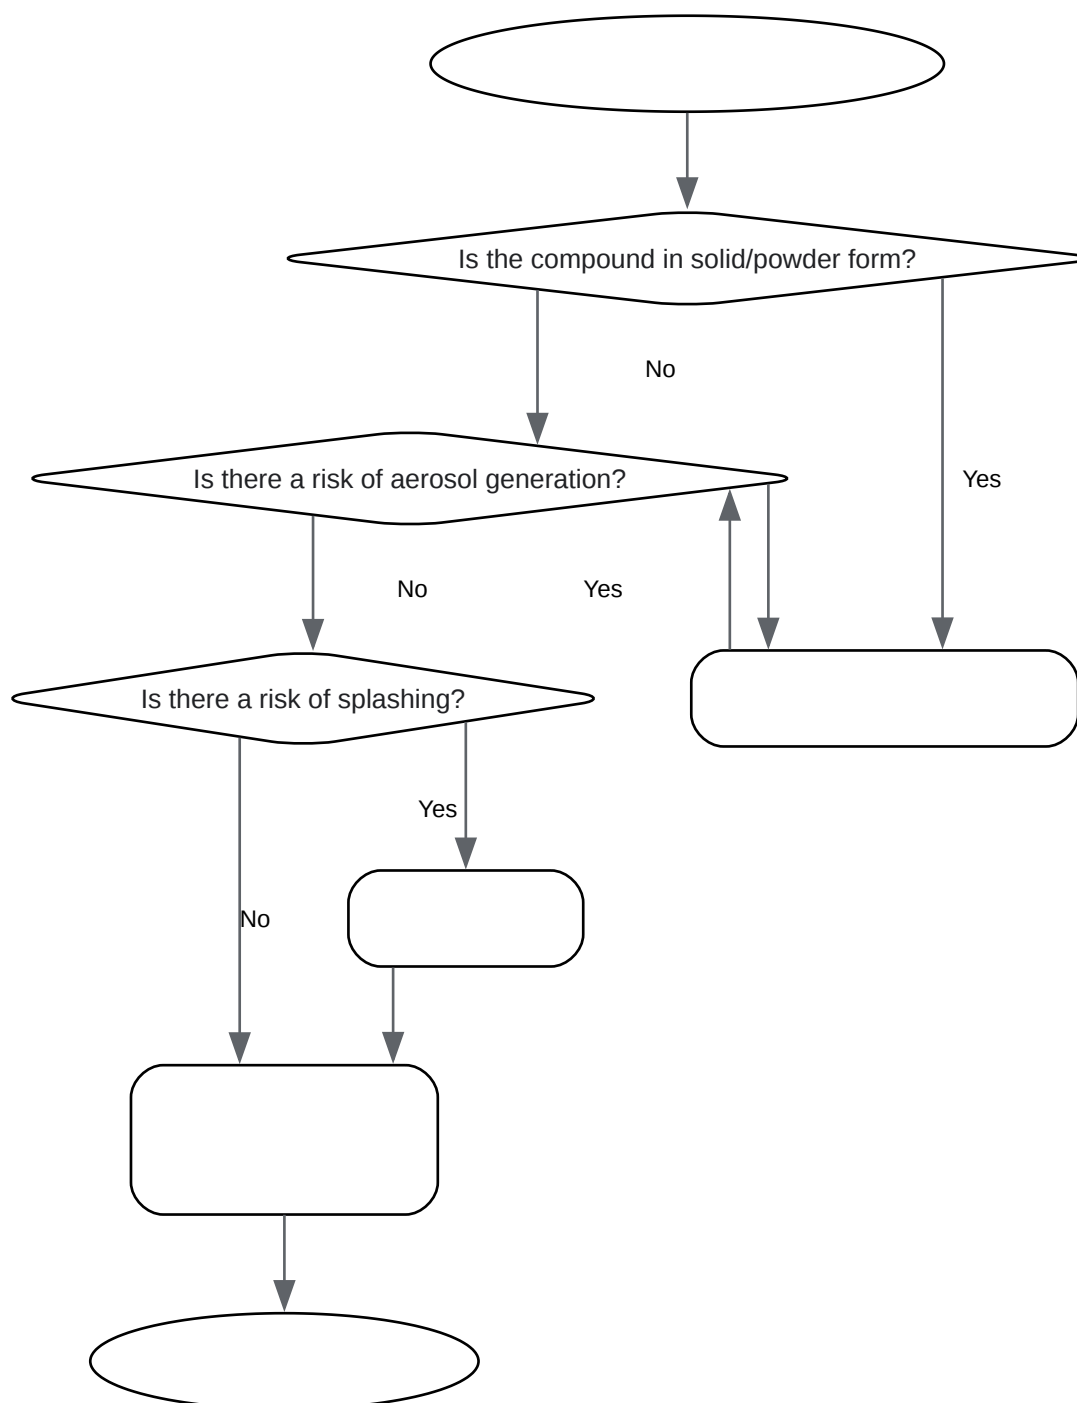 Is the compound in solid/powder form?
No
Is there a risk of aerosol generation?
Yes
No
Yes
Is there a risk of splashing?
Yes
No